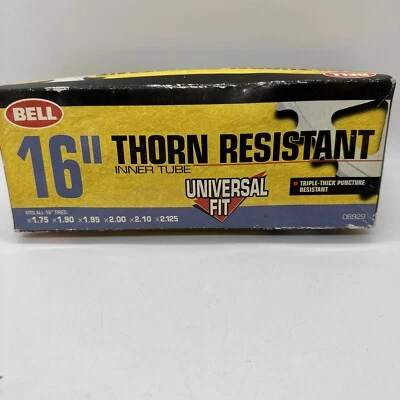 BELL
BELL
16" THORN RESISTANT
INNER TUBE
UNIVERSAL
FIT
■ TRIPLE-THICK PUNCTURE
RESISTANT
FITS ALL 16" TIRES:
x1.75 x1.90 x1.95 x2.00 x2.10 x2.125
06929